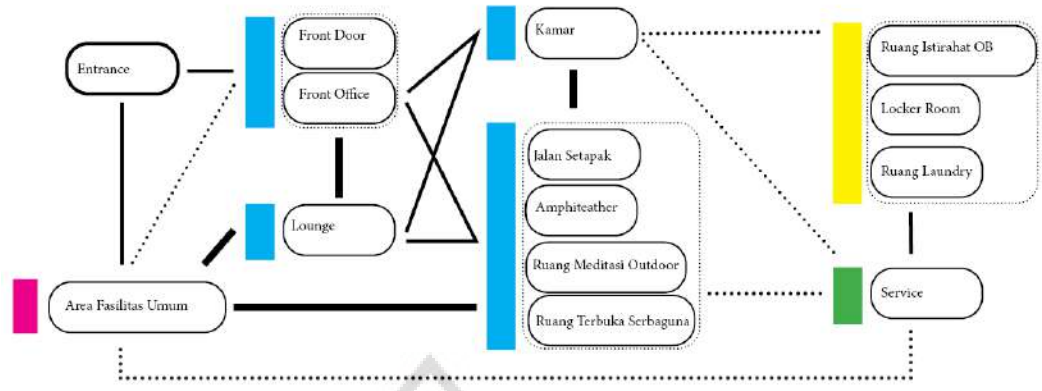 Entrance
Front Door
Front Office
Lounge
Area Fasilitas Umum
Kamar
Jalan Setapak
Amphiteather
Ruang Meditasi Outdoor
Ruang Terbuka Serbaguna
Ruang Istirahat OB
Locker Room
Ruang Laundry
Service